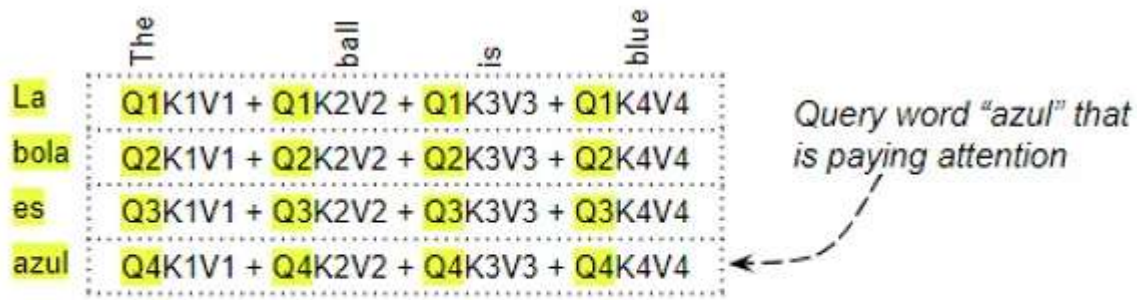 The ball is blue
La Q1K1V1 + Q1K2V2 + Q1K3V3 + Q1K4V4
bola Q2K1V1 + Q2K2V2 + Q2K3V3 + Q2K4V4
es Q3K1V1 + Q3K2V2 + Q3K3V3 + Q3K4V4
azul Q4K1V1 + Q4K2V2 + Q4K3V3 + Q4K4V4
Query word “azul” that
is paying attention